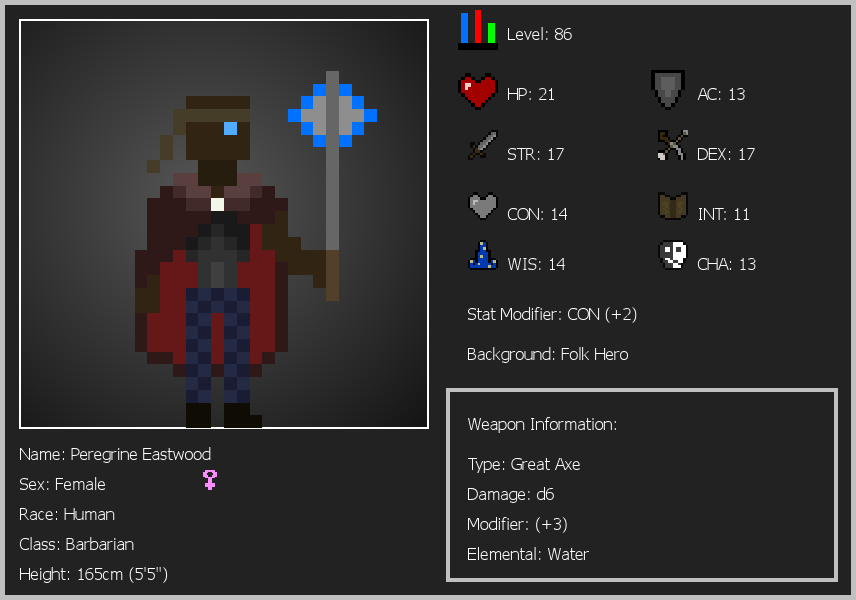 Level: 86
HP: 21
AC: 13
STR: 17
DEX: 17
CON: 14
INT: 11
WIS: 14
CHA: 13
Stat Modifier: CON (+2)
Background: Folk Hero
Weapon Information:
Type: Great Axe
Damage: d6
Modifier: (+3)
Elemental: Water
Name: Peregrine Eastwood
Sex: Female
Race: Human
Class: Barbarian
Height: 165cm (5'5")